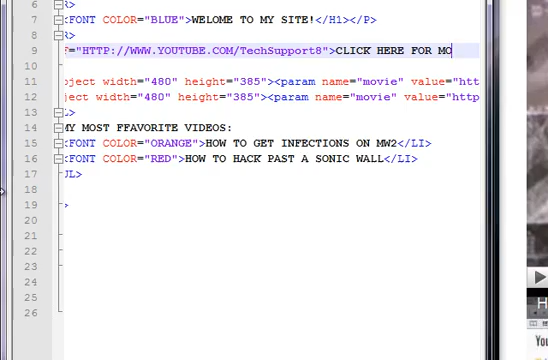 6 R>
7 <FONT COLOR="BLUE">WELOME TO MY SITE!</H1></P>
8 R>
9 f="HTTP://WWW.YOUTUBE.COM/TechSupport8">CLICK HERE FOR MO
10
11 oject width="480" height="385"><param name="movie" value="htt
12 ject width="480" height="385"><param name="movie" value="http
13 L>
14 MY MOST FFAVORITE VIDEOS:
15 <FONT COLOR="ORANGE">HOW TO GET INFECTIONS ON MW2</LI>
16 <FONT COLOR="RED">HOW TO HACK PAST A SONIC WALL</LI>
17 UL>
18
19 >
20
21
22
23
24
25
26
H
You